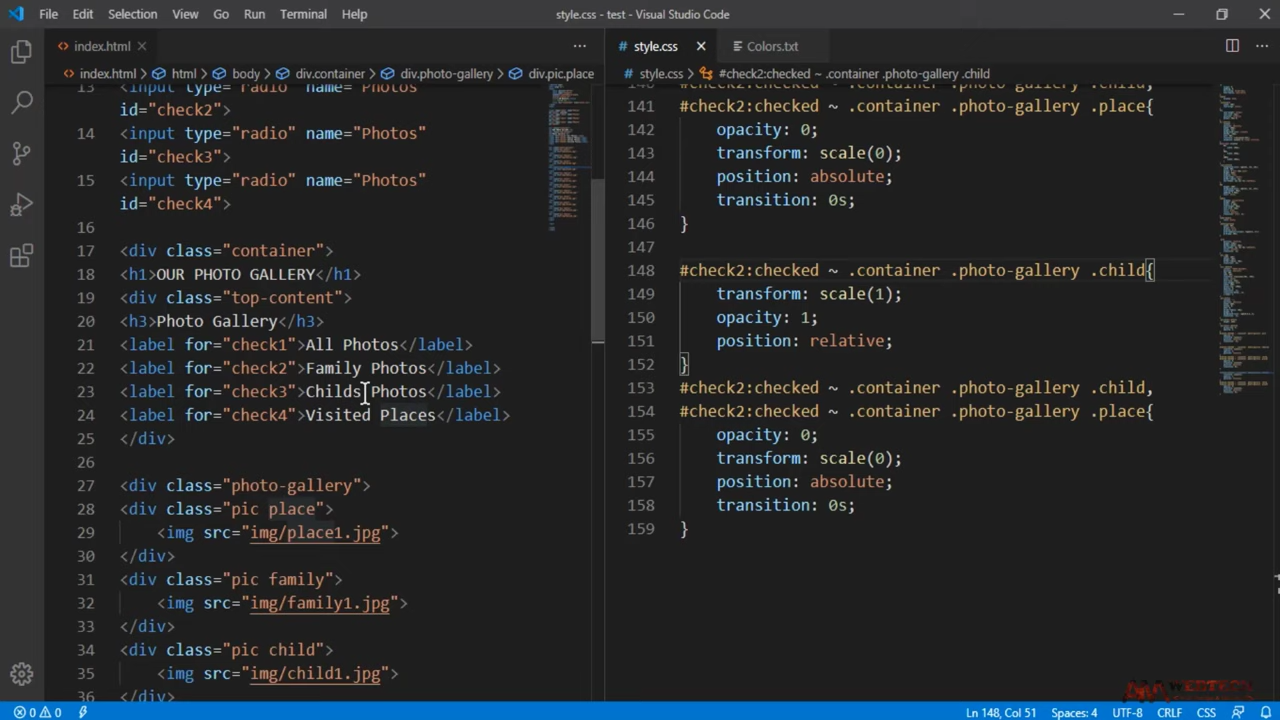 File Edit Selection View Go Run Terminal Help
style.css - test - Visual Studio Code
index.html
index.html html body div.container div.photo-gallery div.pic.place
13 <input type="radio" name="Photos"
id="check2">
14 <input type="radio" name="Photos"
id="check3">
15 <input type="radio" name="Photos"
id="check4">
16
17 <div class="container">
18 <h1>OUR PHOTO GALLERY</h1>
19 <div class="top-content">
20 <h3>Photo Gallery</h3>
21 <label for="check1">All Photos</label>
22 <label for="check2">Family Photos</label>
23 <label for="check3">Childs Photos</label>
24 <label for="check4">Visited Places</label>
25 </div>
26
27 <div class="photo-gallery">
28 <div class="pic place">
29 <img src="img/place1.jpg">
30 </div>
31 <div class="pic family">
32 <img src="img/family1.jpg">
33 </div>
34 <div class="pic child">
35 <img src="img/child1.jpg">
36 </div>
style.css Colors.txt
style.css #check2:checked ~ .container .photo-gallery .child
140 #check2:checked ~ .container .photo-gallery .child,
141 #check2:checked ~ .container .photo-gallery .place{
142 opacity: 0;
143 transform: scale(0);
144 position: absolute;
145 transition: 0s;
146 }
147
148 #check2:checked ~ .container .photo-gallery .child{
149 transform: scale(1);
150 opacity: 1;
151 position: relative;
152 }
153 #check2:checked ~ .container .photo-gallery .child,
154 #check2:checked ~ .container .photo-gallery .place{
155 opacity: 0;
156 transform: scale(0);
157 position: absolute;
158 transition: 0s;
159 }
0 0
Ln 148, Col 51 Spaces: 4 UTF-8 CRLF CSS